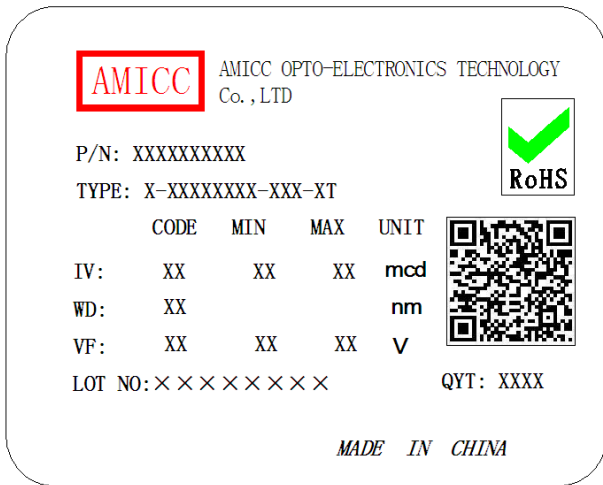 AMICC
AMICC OPTO-ELECTRONICS TECHNOLOGY
Co.,LTD
RoHS
P/N: XXXXXXXXXX
TYPE: X-XXXXXXXX-XXX-XT
CODE MIN MAX UNIT
IV: XX XX XX mcd
WD: XX nm
VF: XX XX XX V
LOT NO:×××××××× QYT: XXXX
MADE IN CHINA